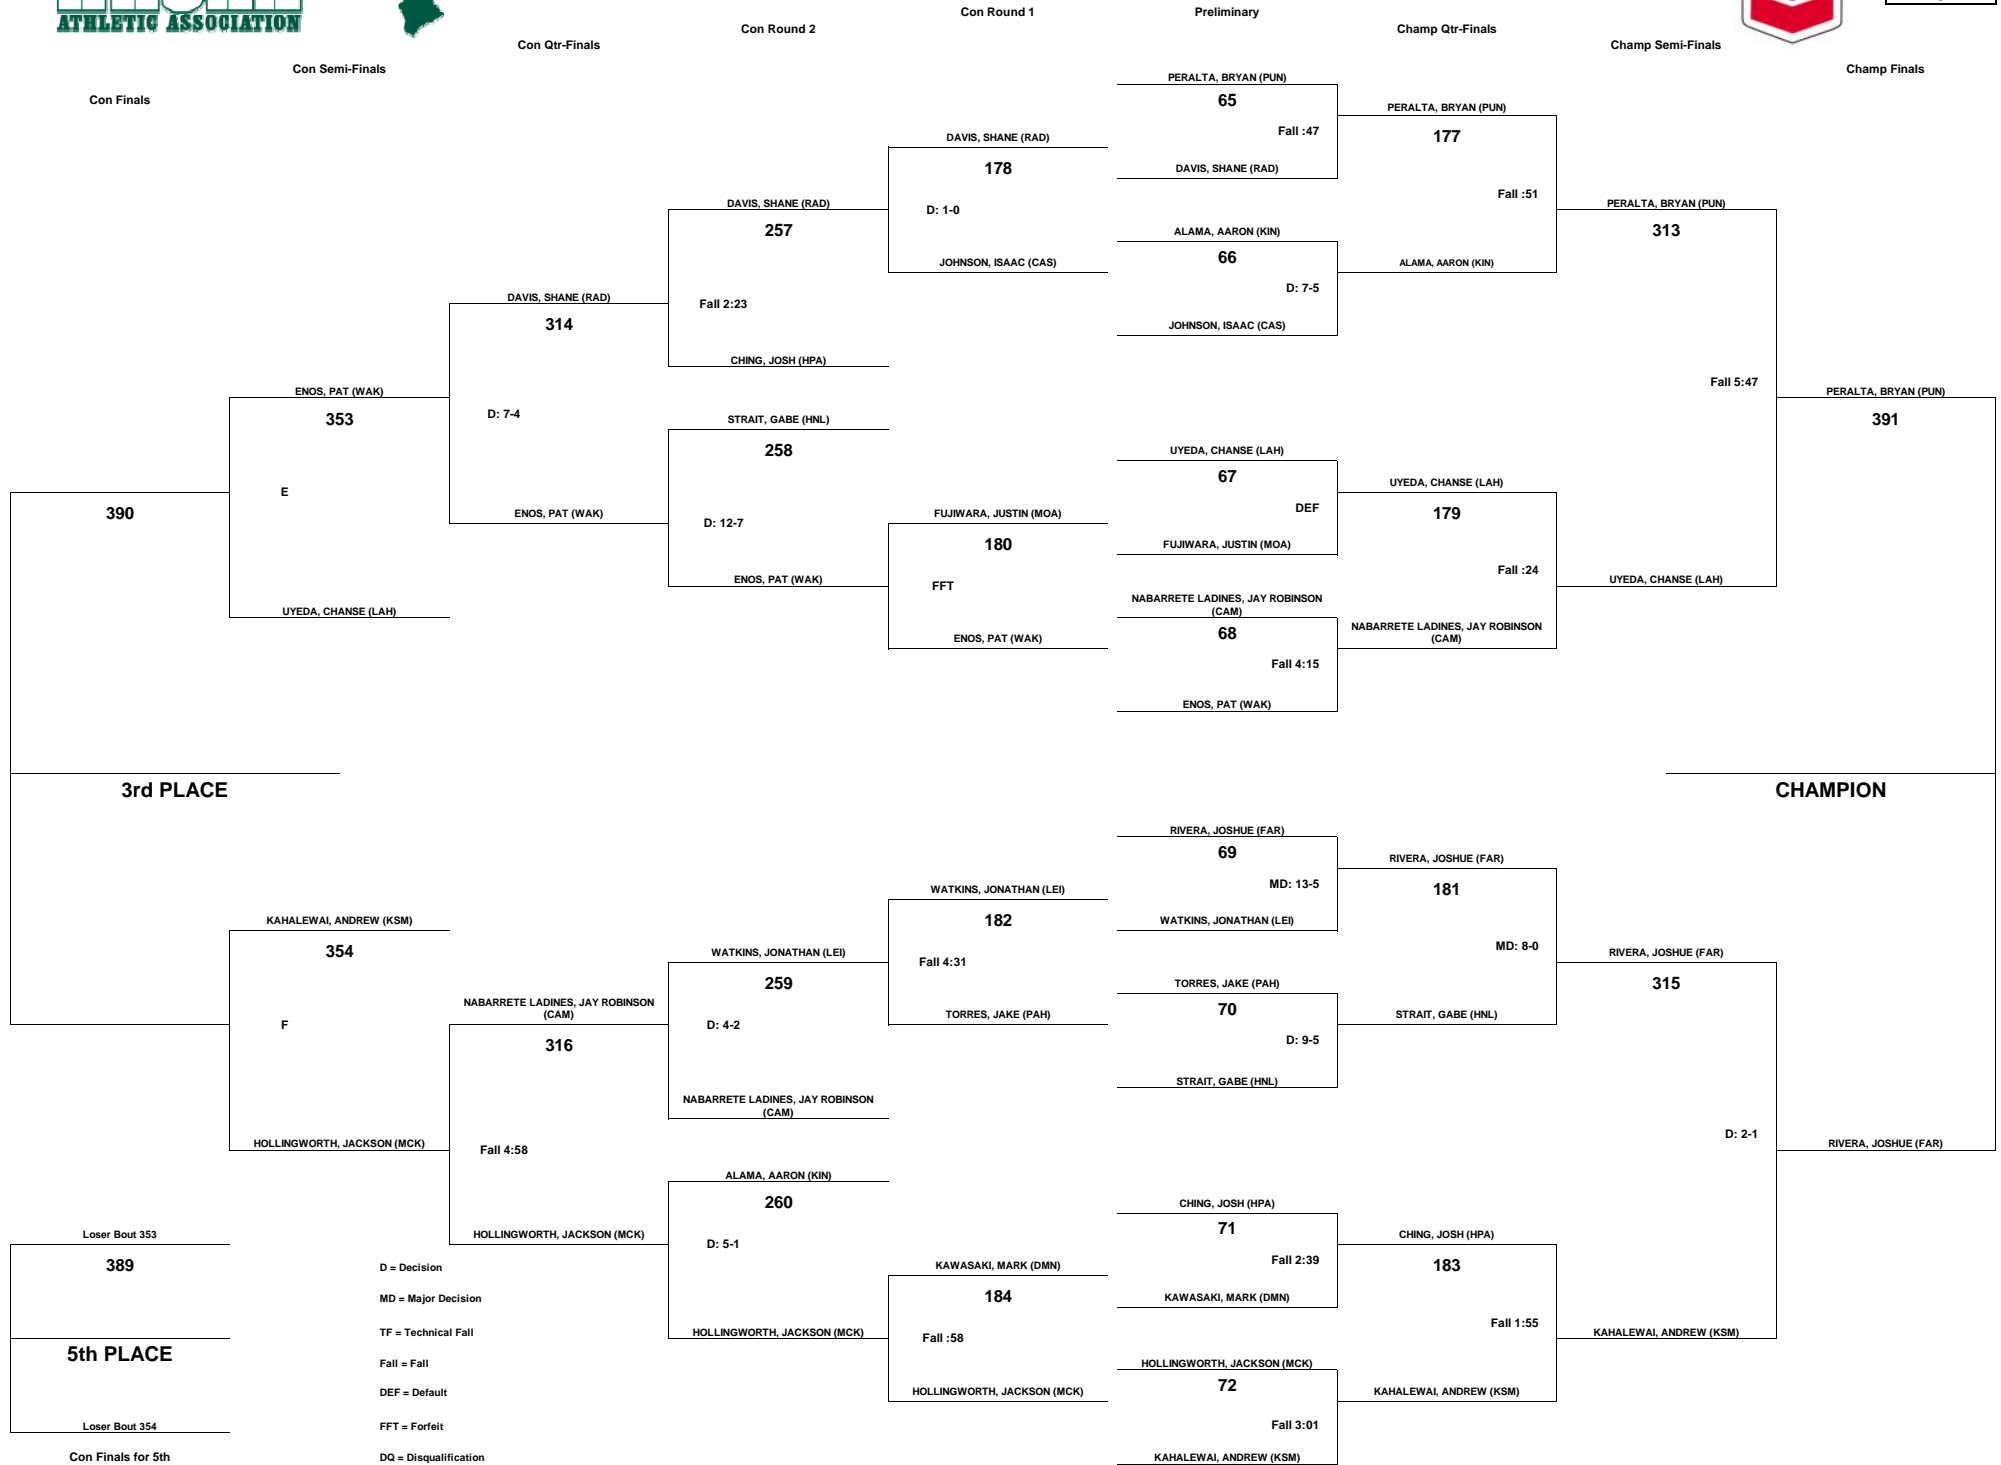 ATHLETIC ASSOCIATION
Con Finals
Con Semi-Finals
Con Qtr-Finals
Con Round 2
Con Round 1
Preliminary
Champ Qtr-Finals
Champ Semi-Finals
Champ Finals
PERALTA, BRYAN (PUN)
65
Fall :47
DAVIS, SHANE (RAD)
ALAMA, AARON (KIN)
66
D: 7-5
JOHNSON, ISAAC (CAS)
UYEDA, CHANSE (LAH)
67
DEF
FUJIWARA, JUSTIN (MOA)
NABARRETE LADINES, JAY ROBINSON
(CAM)
68
Fall 4:15
ENOS, PAT (WAK)
RIVERA, JOSHUE (FAR)
69
MD: 13-5
WATKINS, JONATHAN (LEI)
TORRES, JAKE (PAH)
70
D: 9-5
STRAIT, GABE (HNL)
CHING, JOSH (HPA)
71
Fall 2:39
KAWASAKI, MARK (DMN)
HOLLINGWORTH, JACKSON (MCK)
72
Fall 3:01
KAHALEWAI, ANDREW (KSM)
PERALTA, BRYAN (PUN)
177
Fall :51
ALAMA, AARON (KIN)
UYEDA, CHANSE (LAH)
179
Fall :24
NABARRETE LADINES, JAY ROBINSON
(CAM)
RIVERA, JOSHUE (FAR)
181
MD: 8-0
STRAIT, GABE (HNL)
CHING, JOSH (HPA)
183
Fall 1:55
KAHALEWAI, ANDREW (KSM)
PERALTA, BRYAN (PUN)
313
Fall 5:47
UYEDA, CHANSE (LAH)
RIVERA, JOSHUE (FAR)
315
D: 2-1
KAHALEWAI, ANDREW (KSM)
PERALTA, BRYAN (PUN)
391
CHAMPION
RIVERA, JOSHUE (FAR)
DAVIS, SHANE (RAD)
178
D: 1-0
JOHNSON, ISAAC (CAS)
FUJIWARA, JUSTIN (MOA)
180
FFT
ENOS, PAT (WAK)
WATKINS, JONATHAN (LEI)
182
Fall 4:31
TORRES, JAKE (PAH)
KAWASAKI, MARK (DMN)
184
Fall :58
HOLLINGWORTH, JACKSON (MCK)
DAVIS, SHANE (RAD)
257
Fall 2:23
CHING, JOSH (HPA)
STRAIT, GABE (HNL)
258
D: 12-7
ENOS, PAT (WAK)
WATKINS, JONATHAN (LEI)
259
D: 4-2
NABARRETE LADINES, JAY ROBINSON
(CAM)
ALAMA, AARON (KIN)
260
D: 5-1
HOLLINGWORTH, JACKSON (MCK)
DAVIS, SHANE (RAD)
314
D: 7-4
ENOS, PAT (WAK)
NABARRETE LADINES, JAY ROBINSON
(CAM)
316
Fall 4:58
HOLLINGWORTH, JACKSON (MCK)
ENOS, PAT (WAK)
353
E
UYEDA, CHANSE (LAH)
KAHALEWAI, ANDREW (KSM)
354
F
HOLLINGWORTH, JACKSON (MCK)
390
3rd PLACE
Loser Bout 353
389
5th PLACE
Loser Bout 354
Con Finals for 5th
D = Decision
MD = Major Decision
TF = Technical Fall
Fall = Fall
DEF = Default
FFT = Forfeit
DQ = Disqualification